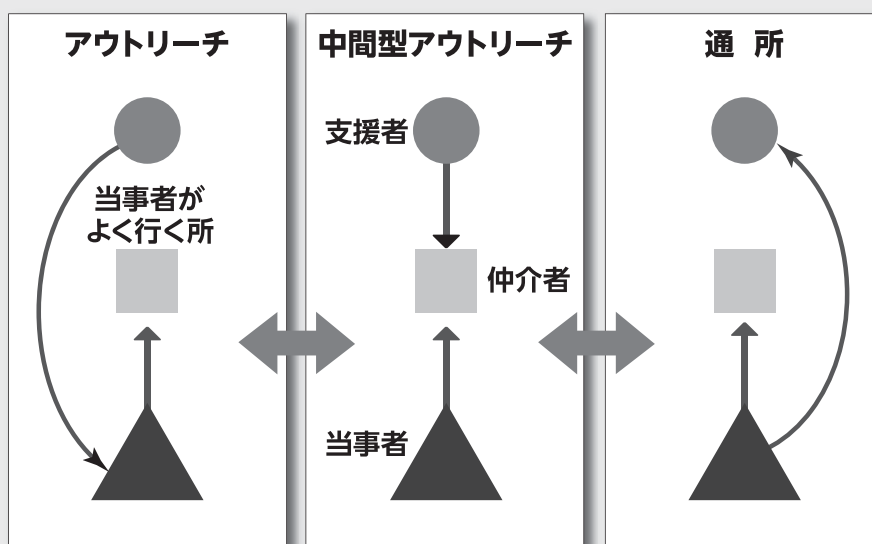 アウトリーチ
中間型アウトリーチ
通 所
支援者
当事者が
よく行く所
仲介者
当事者